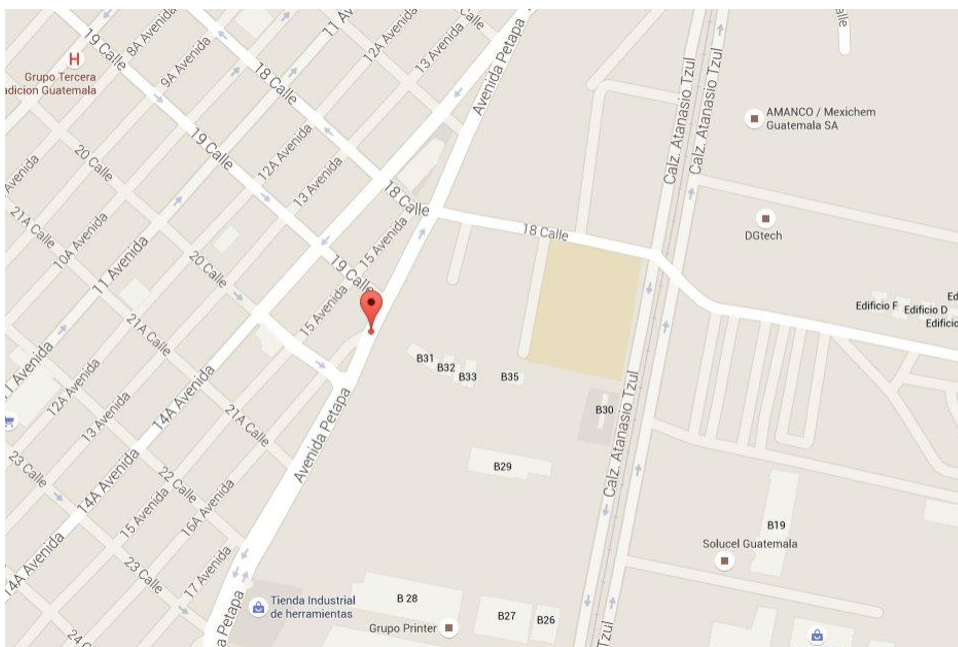 19 Calle
8A Avenida
11 A
12A Avenida
Calle
13 Avenida
Avenida Petapa
Calz. Atanasio Tzul
Calz. Atanasio Tzul
alle
H
Grupo Tercera
adicion Guatemala
9A Avenida
18 Calle
AMANCO / Mexichem
Guatemala SA
19 Calle
12A Avenida
13 Avenida
20 Calle
Avenida
18 Calle
18 Calle
DGtech
21A Calle
10A Avenida
11 Avenida
20 Calle
19 Calle
15 Avenida
15 Avenida
Edificio F
Ed
Edificio D
Edificio
21A Calle
B31
B32
B33
B35
11 Avenida
12A Avenida
13 Avenida
14A Avenida
21A Calle
B30
Avenida Petapa
Calz. Atanasio Tzul
B29
23 Calle
14A Avenida
22 Calle
15 Avenida
16A Avenida
B19
Solucel Guatemala
14A Avenida
23 Calle
17 Avenida
Tienda Industrial
de herramientas
B 28
B27
B26
Grupo Printer
24 C
a Petapa
Tzul